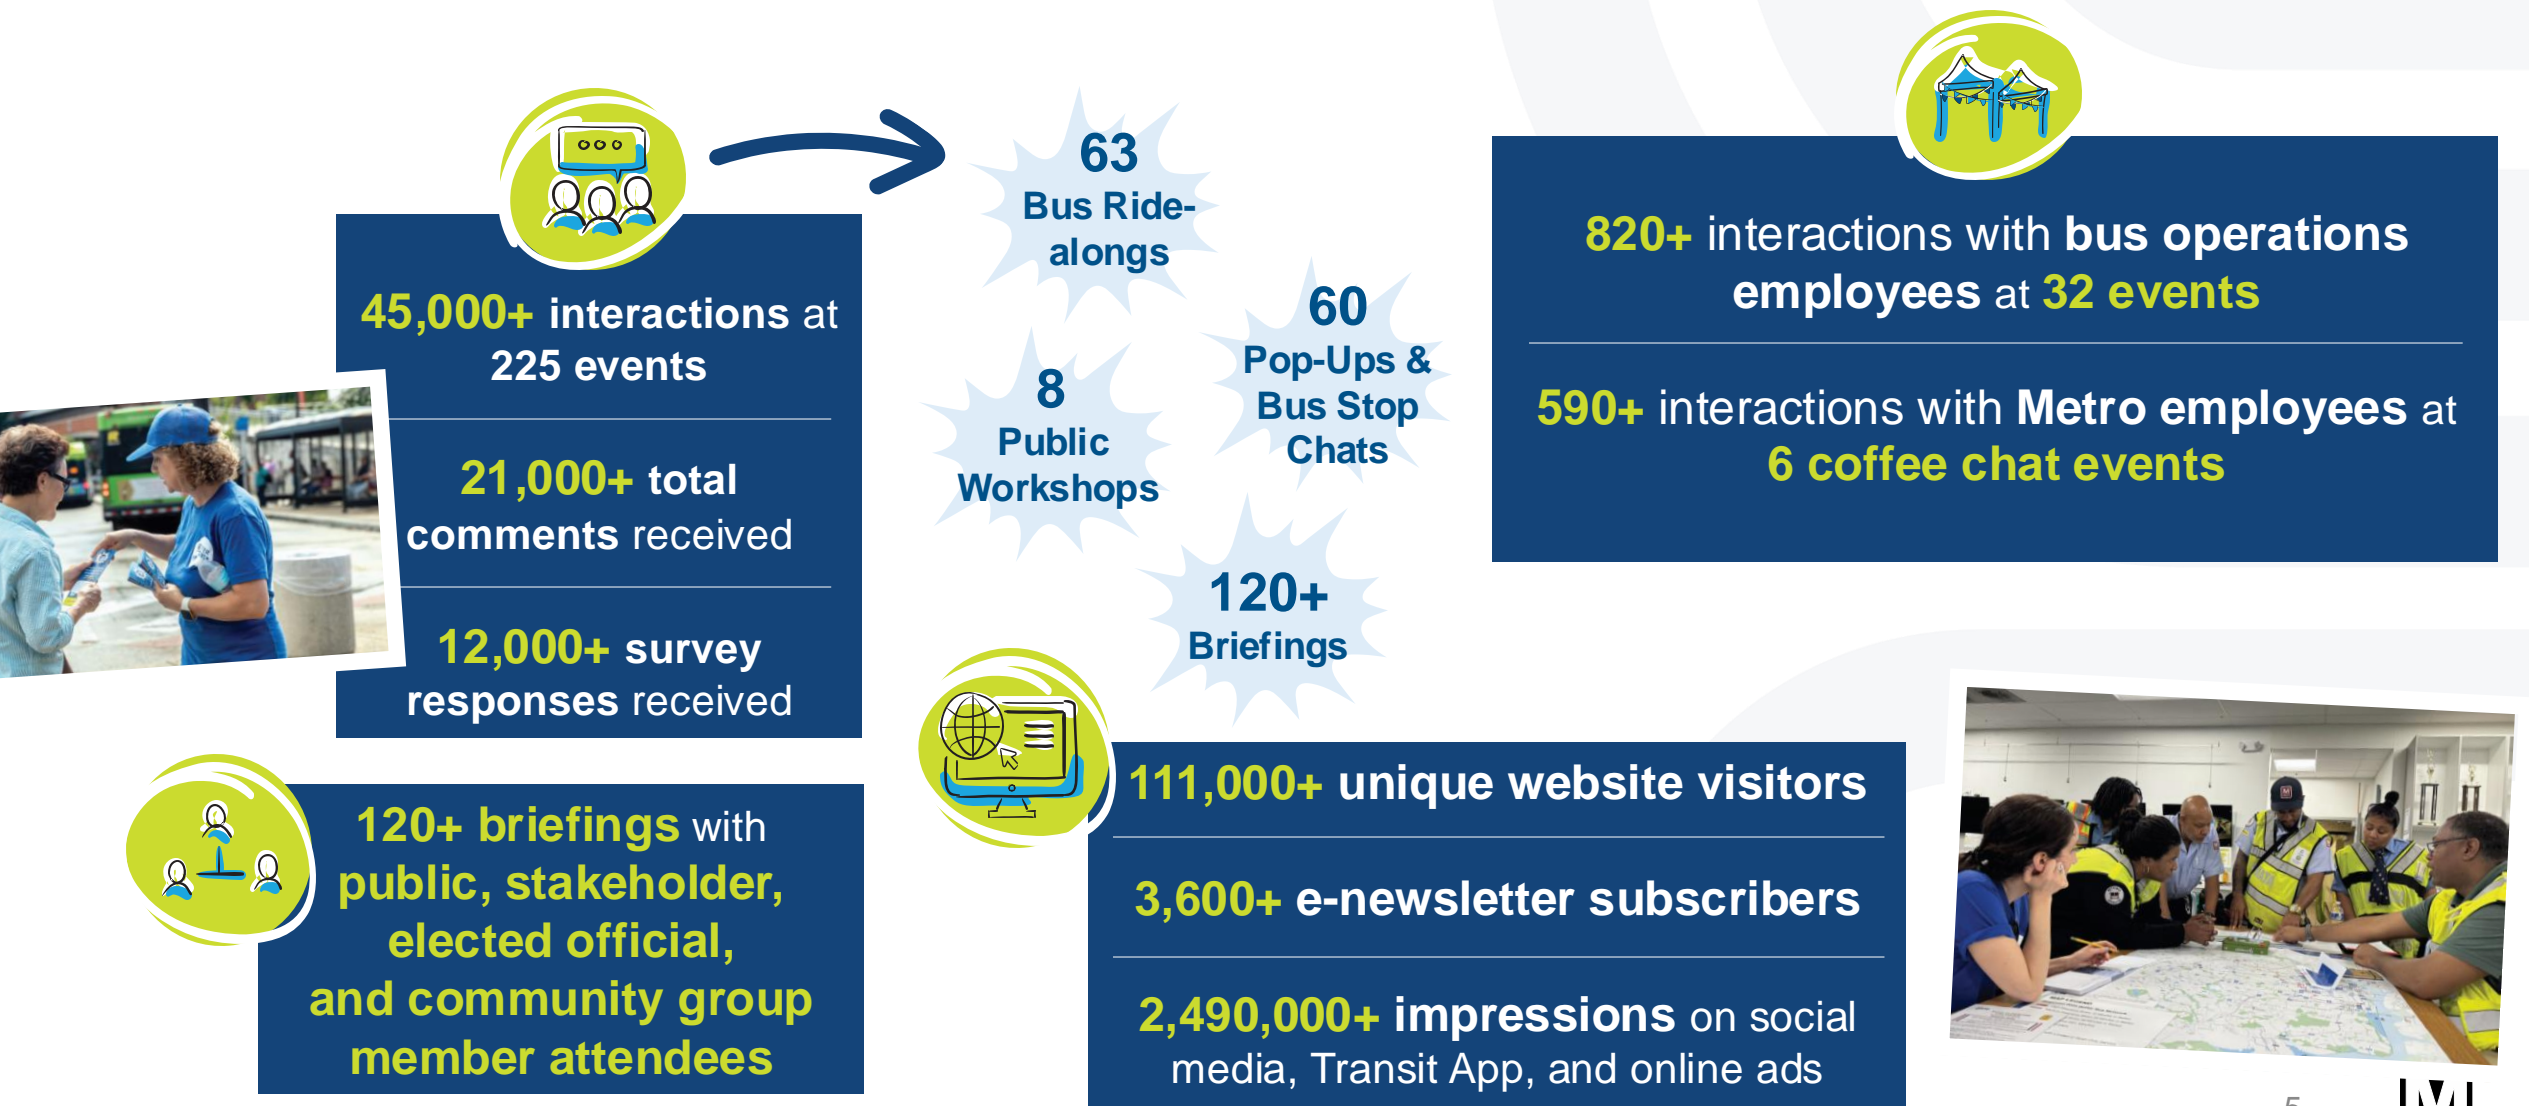 45,000+ interactions at
225 events
21,000+ total
comments received
12,000+ survey
responses received
63
Bus Ride-
alongs
60
Pop-Ups &
Bus Stop
Chats
8
Public
Workshops
120+
Briefings
820+ interactions with bus operations
employees at 32 events
590+ interactions with Metro employees at
6 coffee chat events
120+ briefings with
public, stakeholder,
elected official,
and community group
member attendees
111,000+ unique website visitors
3,600+ e-newsletter subscribers
2,490,000+ impressions on social
media, Transit App, and online ads
5
M